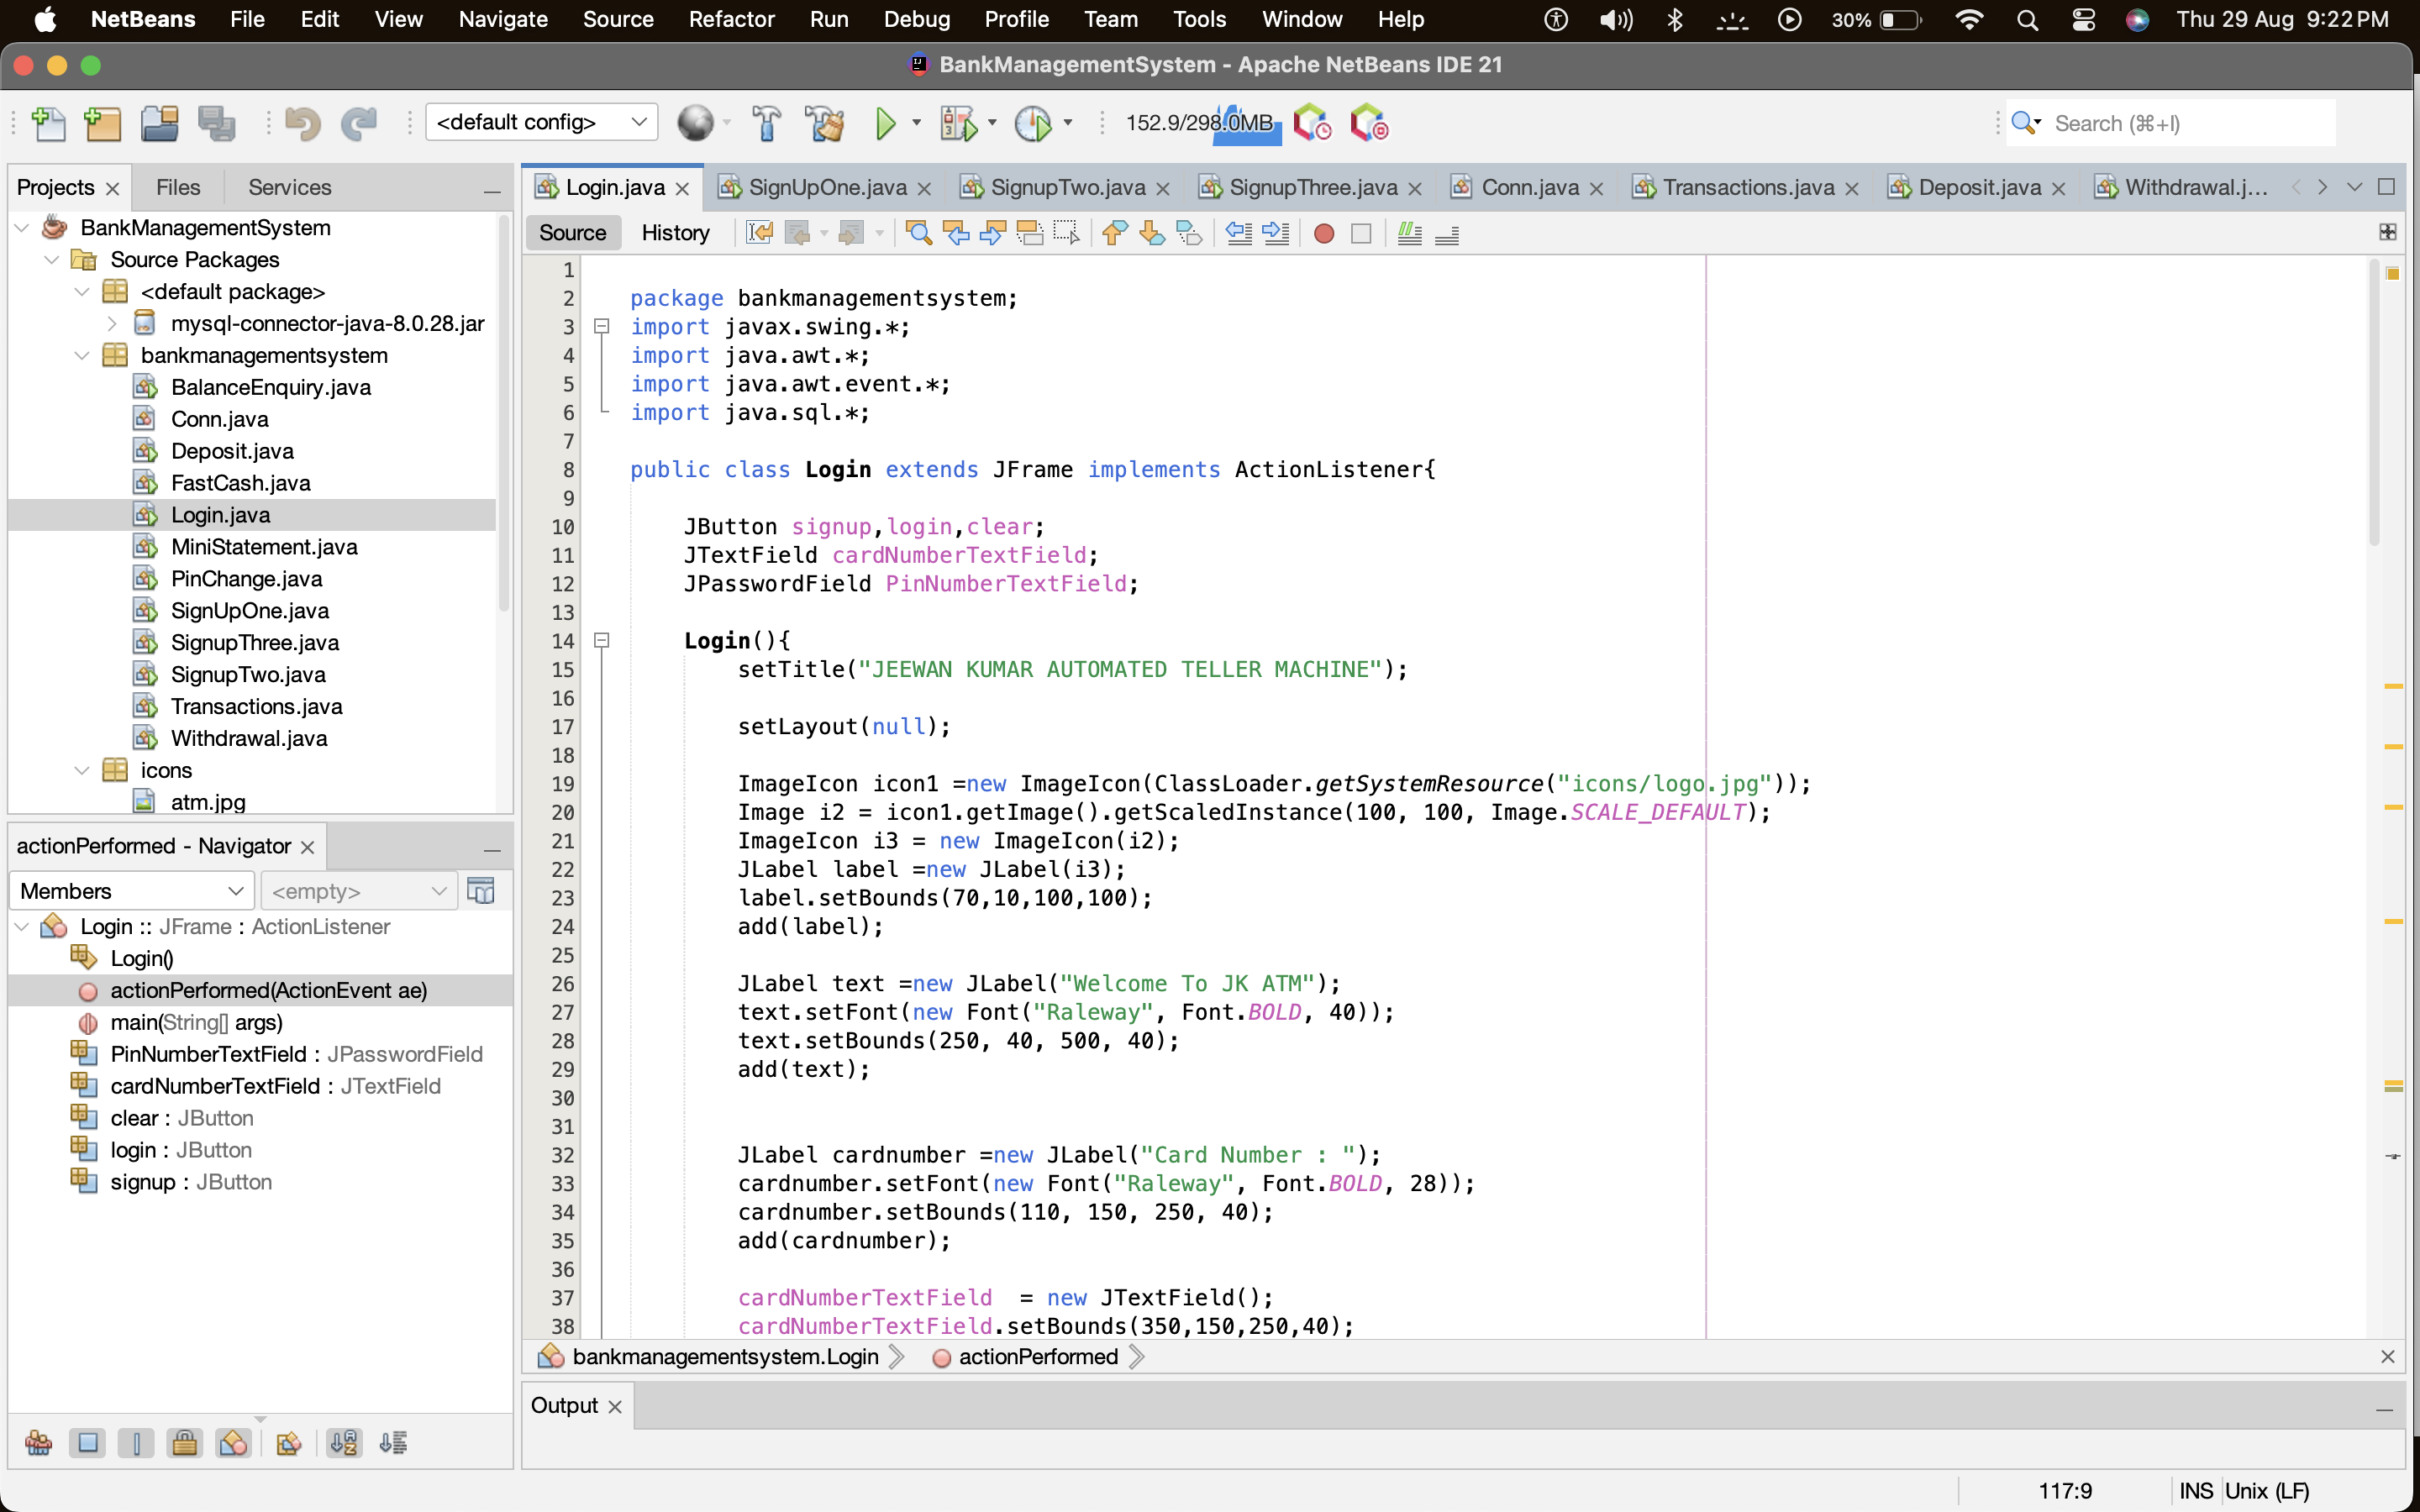 NetBeans File Edit View Navigate Source Refactor Run Debug Profile Team Tools Window Help 30% Thu 29 Aug 9:22 PM
BankManagementSystem - Apache NetBeans IDE 21
<default config> 152.9/298.0MB Search (⌘+I)
Projects Files Services
BankManagementSystem
Source Packages
<default package>
mysql-connector-java-8.0.28.jar
bankmanagementsystem
BalanceEnquiry.java
Conn.java
Deposit.java
FastCash.java
Login.java
MiniStatement.java
PinChange.java
SignUpOne.java
SignupThree.java
SignupTwo.java
Transactions.java
Withdrawal.java
icons
atm.jpg
actionPerformed - Navigator
Members <empty>
Login :: JFrame : ActionListener
Login()
actionPerformed(ActionEvent ae)
main(String[] args)
PinNumberTextField : JPasswordField
cardNumberTextField : JTextField
clear : JButton
login : JButton
signup : JButton
Login.java SignUpOne.java SignupTwo.java SignupThree.java Conn.java Transactions.java Deposit.java Withdrawal.j...
Source History
1
2 package bankmanagementsystem;
3 import javax.swing.*;
4 import java.awt.*;
5 import java.awt.event.*;
6 import java.sql.*;
7
8 public class Login extends JFrame implements ActionListener{
9
10 JButton signup,login,clear;
11 JTextField cardNumberTextField;
12 JPasswordField PinNumberTextField;
13
14 Login(){
15 setTitle("JEEWAN KUMAR AUTOMATED TELLER MACHINE");
16
17 setLayout(null);
18
19 ImageIcon icon1 =new ImageIcon(ClassLoader.getSystemResource("icons/logo.jpg"));
20 Image i2 = icon1.getImage().getScaledInstance(100, 100, Image.SCALE_DEFAULT);
21 ImageIcon i3 = new ImageIcon(i2);
22 JLabel label =new JLabel(i3);
23 label.setBounds(70,10,100,100);
24 add(label);
25
26 JLabel text =new JLabel("Welcome To JK ATM");
27 text.setFont(new Font("Raleway", Font.BOLD, 40));
28 text.setBounds(250, 40, 500, 40);
29 add(text);
30
31
32 JLabel cardnumber =new JLabel("Card Number : ");
33 cardnumber.setFont(new Font("Raleway", Font.BOLD, 28));
34 cardnumber.setBounds(110, 150, 250, 40);
35 add(cardnumber);
36
37 cardNumberTextField  = new JTextField();
38 cardNumberTextField.setBounds(350,150,250,40);
bankmanagementsystem.Login actionPerformed
Output
117:9 INS Unix (LF)